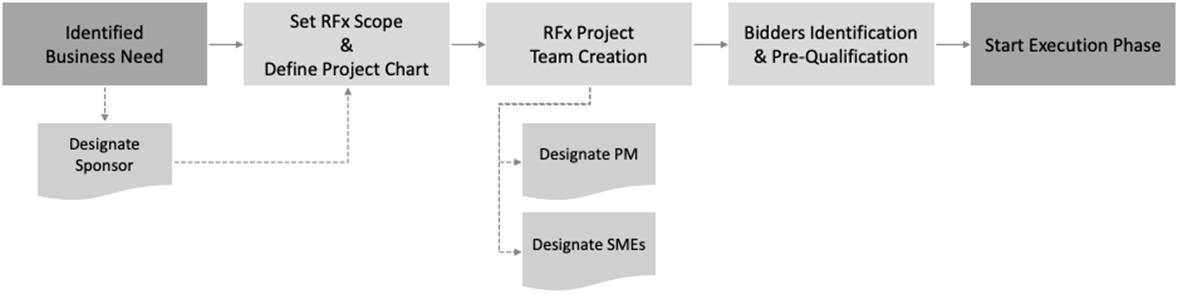 Identified
Business Need
Set RFx Scope
&
Define Project Chart
RFx Project
Team Creation
Bidders Identification
& Pre-Qualification
Start Execution Phase
Designate
Sponsor
Designate PM
Designate SMEs